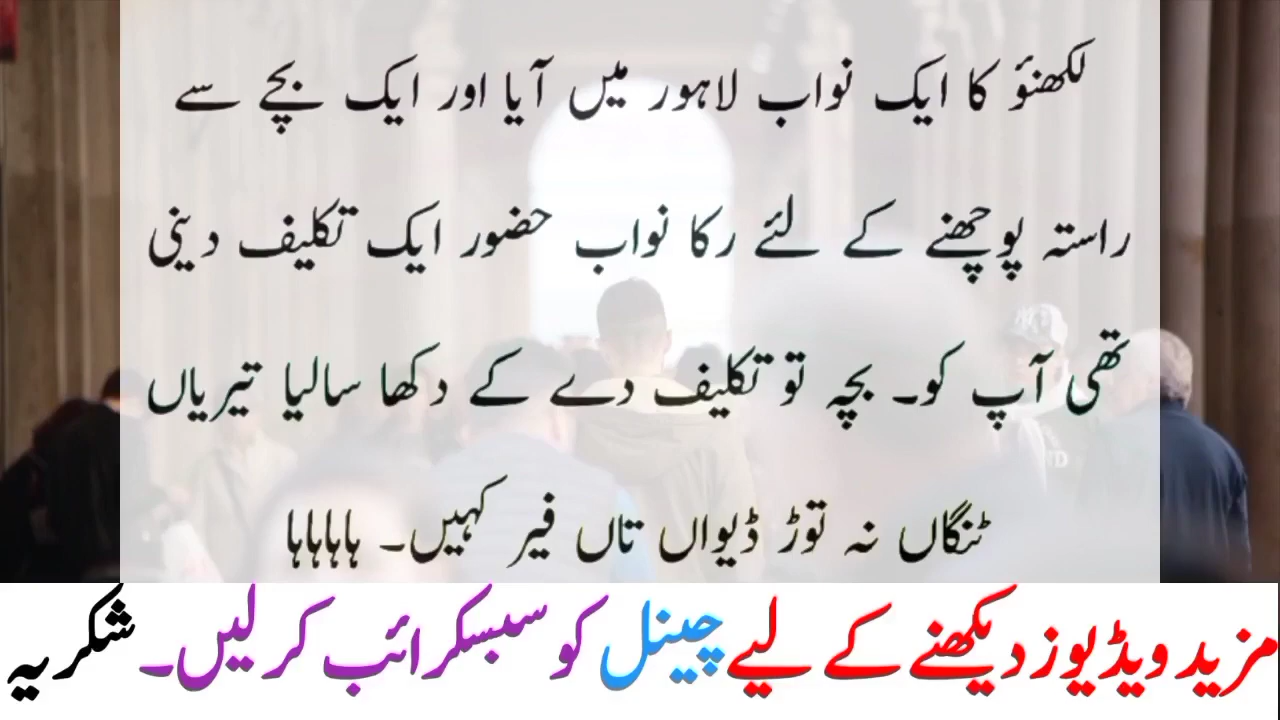 لکھنؤ کا ایک نواب لاہور میں آیا اور ایک بچے سے
راستہ پوچھنے کے لئے رکا نواب حضور ایک تکلیف دینی
تھی آپ کو۔ بچہ تو تکلیف دے کے دکھا سالیا تیریاں
ٹنگاں نہ توڑ ڈیواں تاں فیر کہیں۔ ہاہاہاہا
مزید ویڈیوز دیکھنے کے لیے چینل کو سبسکرائب کرلیں۔ شکریہ